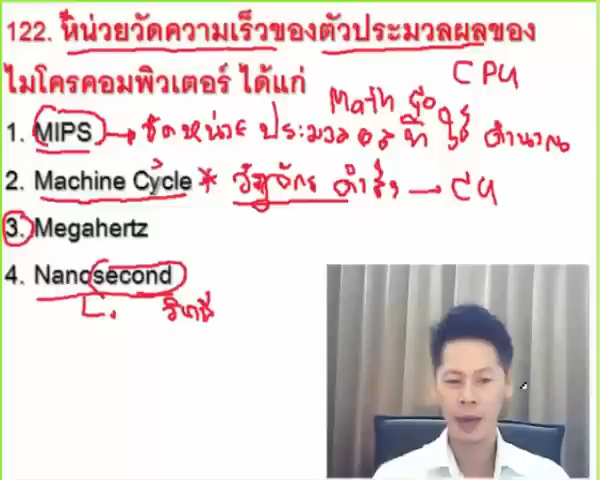 122. หน่วยวัดความเร็วของตัวประมวลผลของ
ไมโครคอมพิวเตอร์ ได้แก่ CPU
Math
1. MIPS วัดหน่วยประมวลผลที่ใช้ คำนวณ
2. Machine Cycle * วัฏจักร คำสั่ง CU
3. Megahertz
4. Nanosecond
วินาที